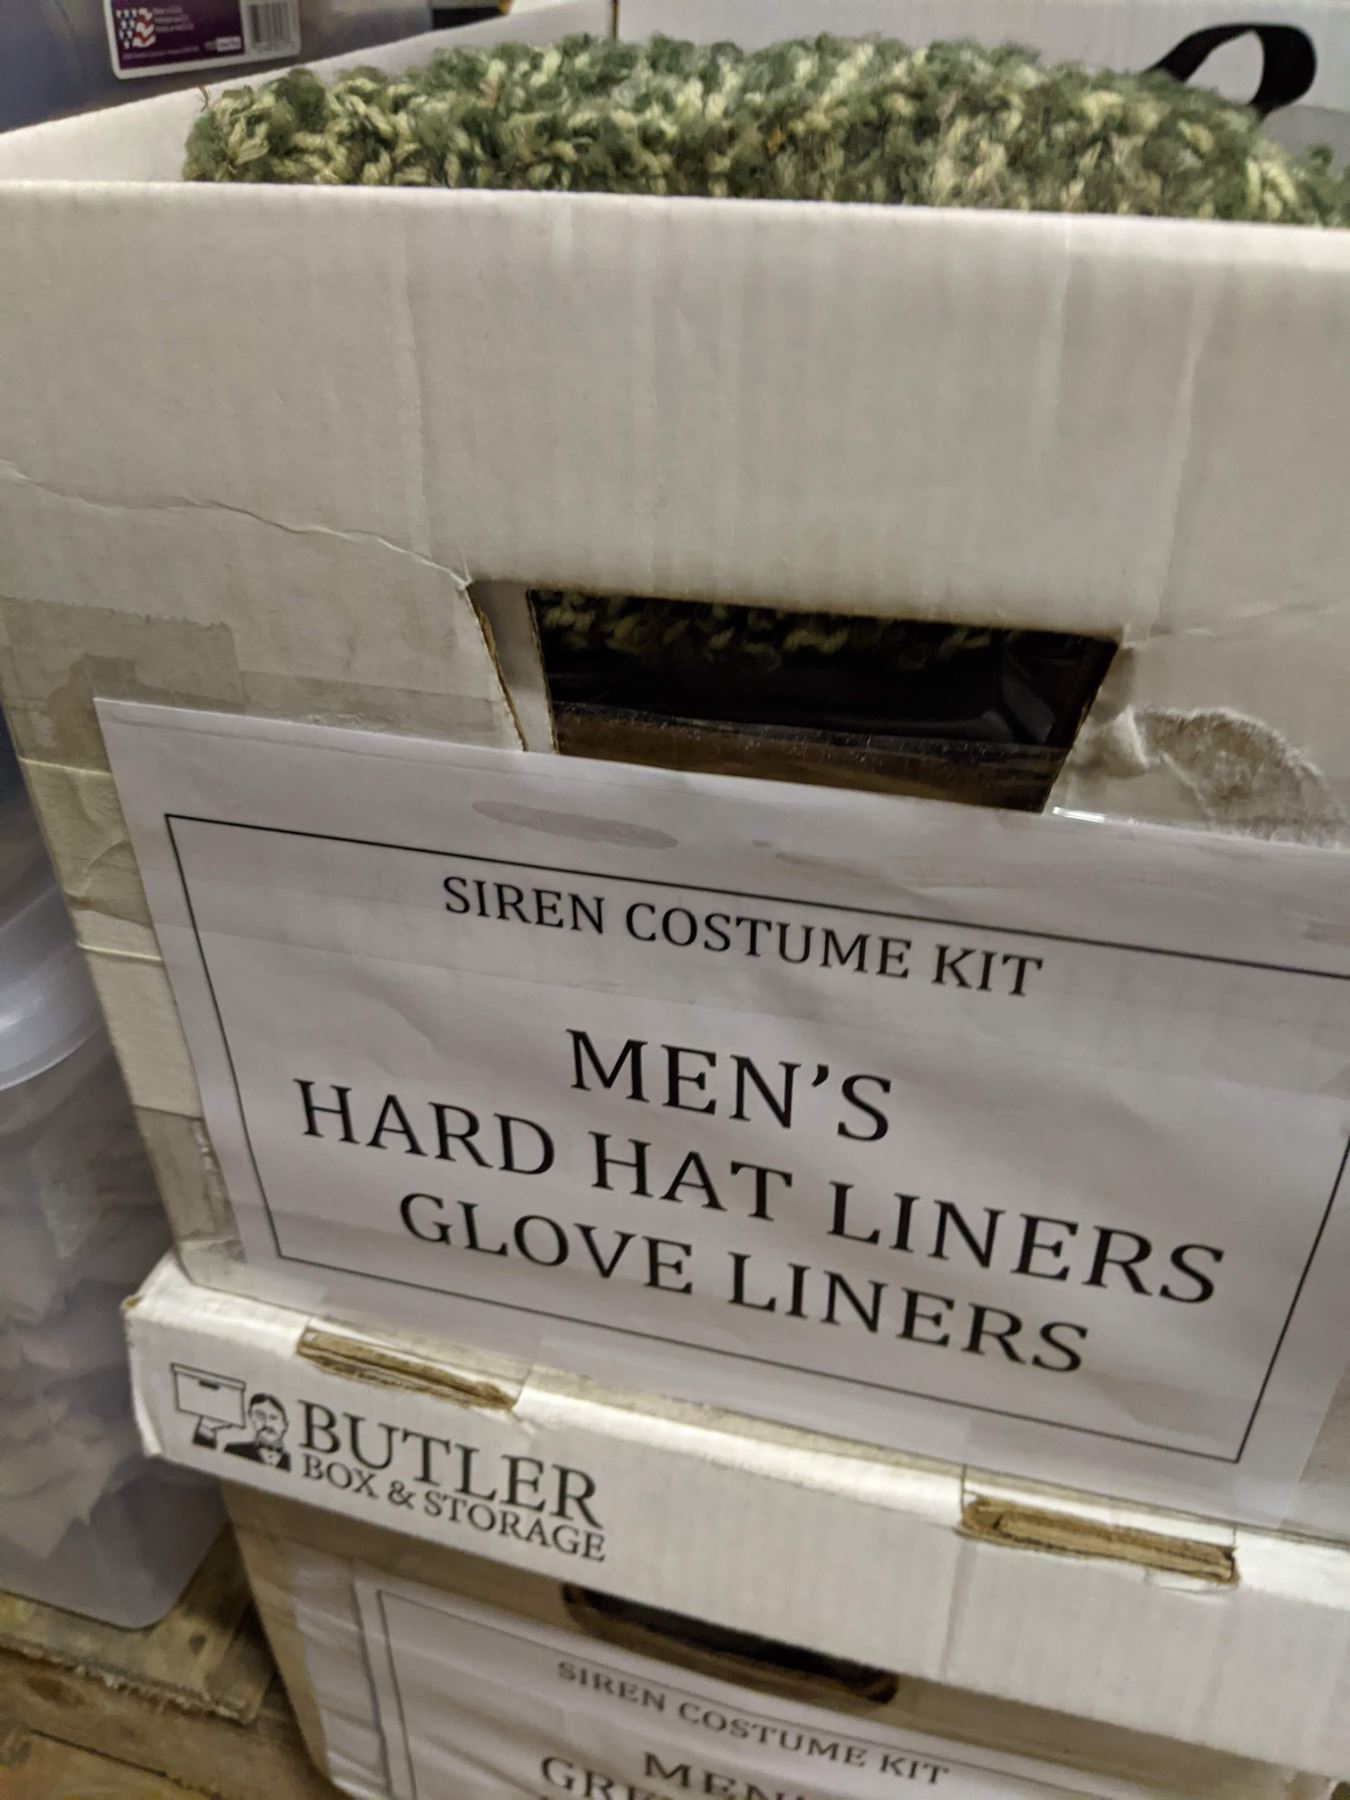 SIREN COSTUME KIT
MEN'S
HARD HAT LINERS
GLOVE LINERS
BUTLER
BOX & STORAGE
SIREN COSTUME KIT